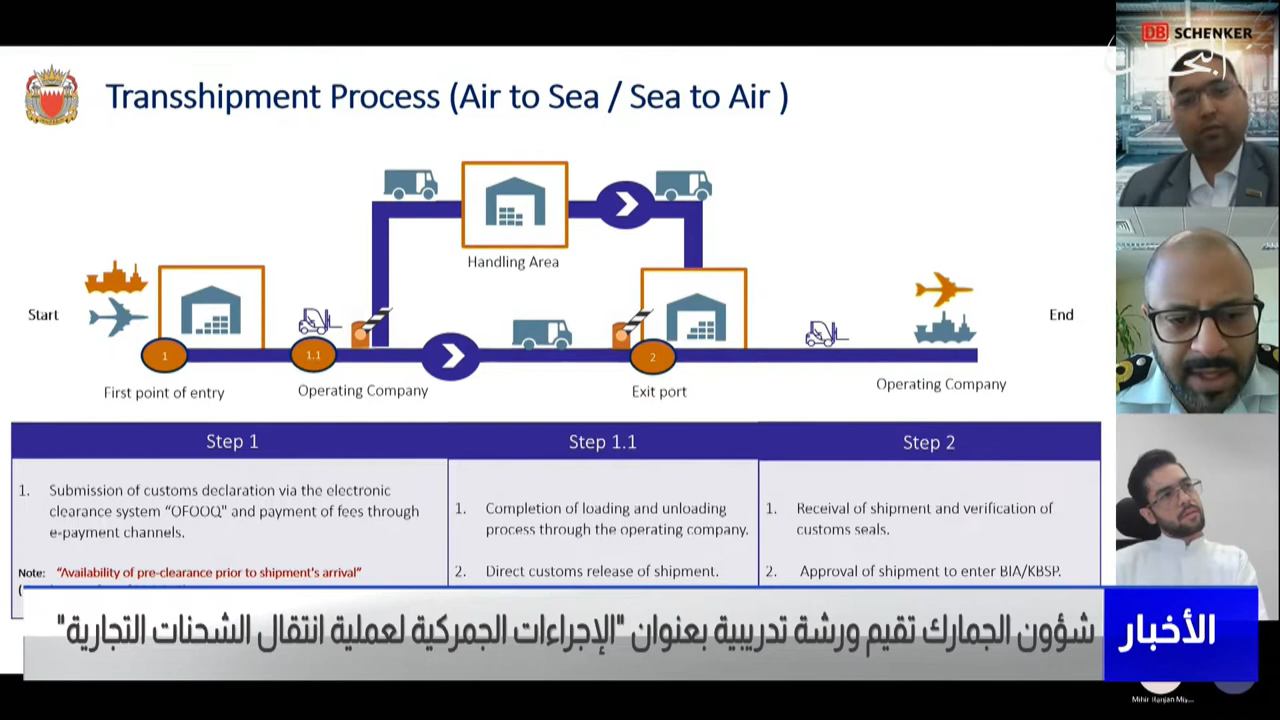 DB SCHENKER
البحرين
Transshipment Process (Air to Sea / Sea to Air )
Handling Area
Start
End
1
1.1
2
First point of entry
Operating Company
Exit port
Operating Company
Step 1
Step 1.1
Step 2
1. Submission of customs declaration via the electronic
clearance system “OFOOQ" and payment of fees through
e-payment channels.
Note: “Availability of pre-clearance prior to shipment's arrival”
1. Completion of loading and unloading
process through the operating company.
2. Direct customs release of shipment.
1. Receival of shipment and verification of
customs seals.
2. Approval of shipment to enter BIA/KBSP.
الأخبار
شؤون الجمارك تقيم ورشة تدريبية بعنوان "الإجراءات الجمركية لعملية انتقال الشحنات التجارية"
Mihir Ranjan Mis...